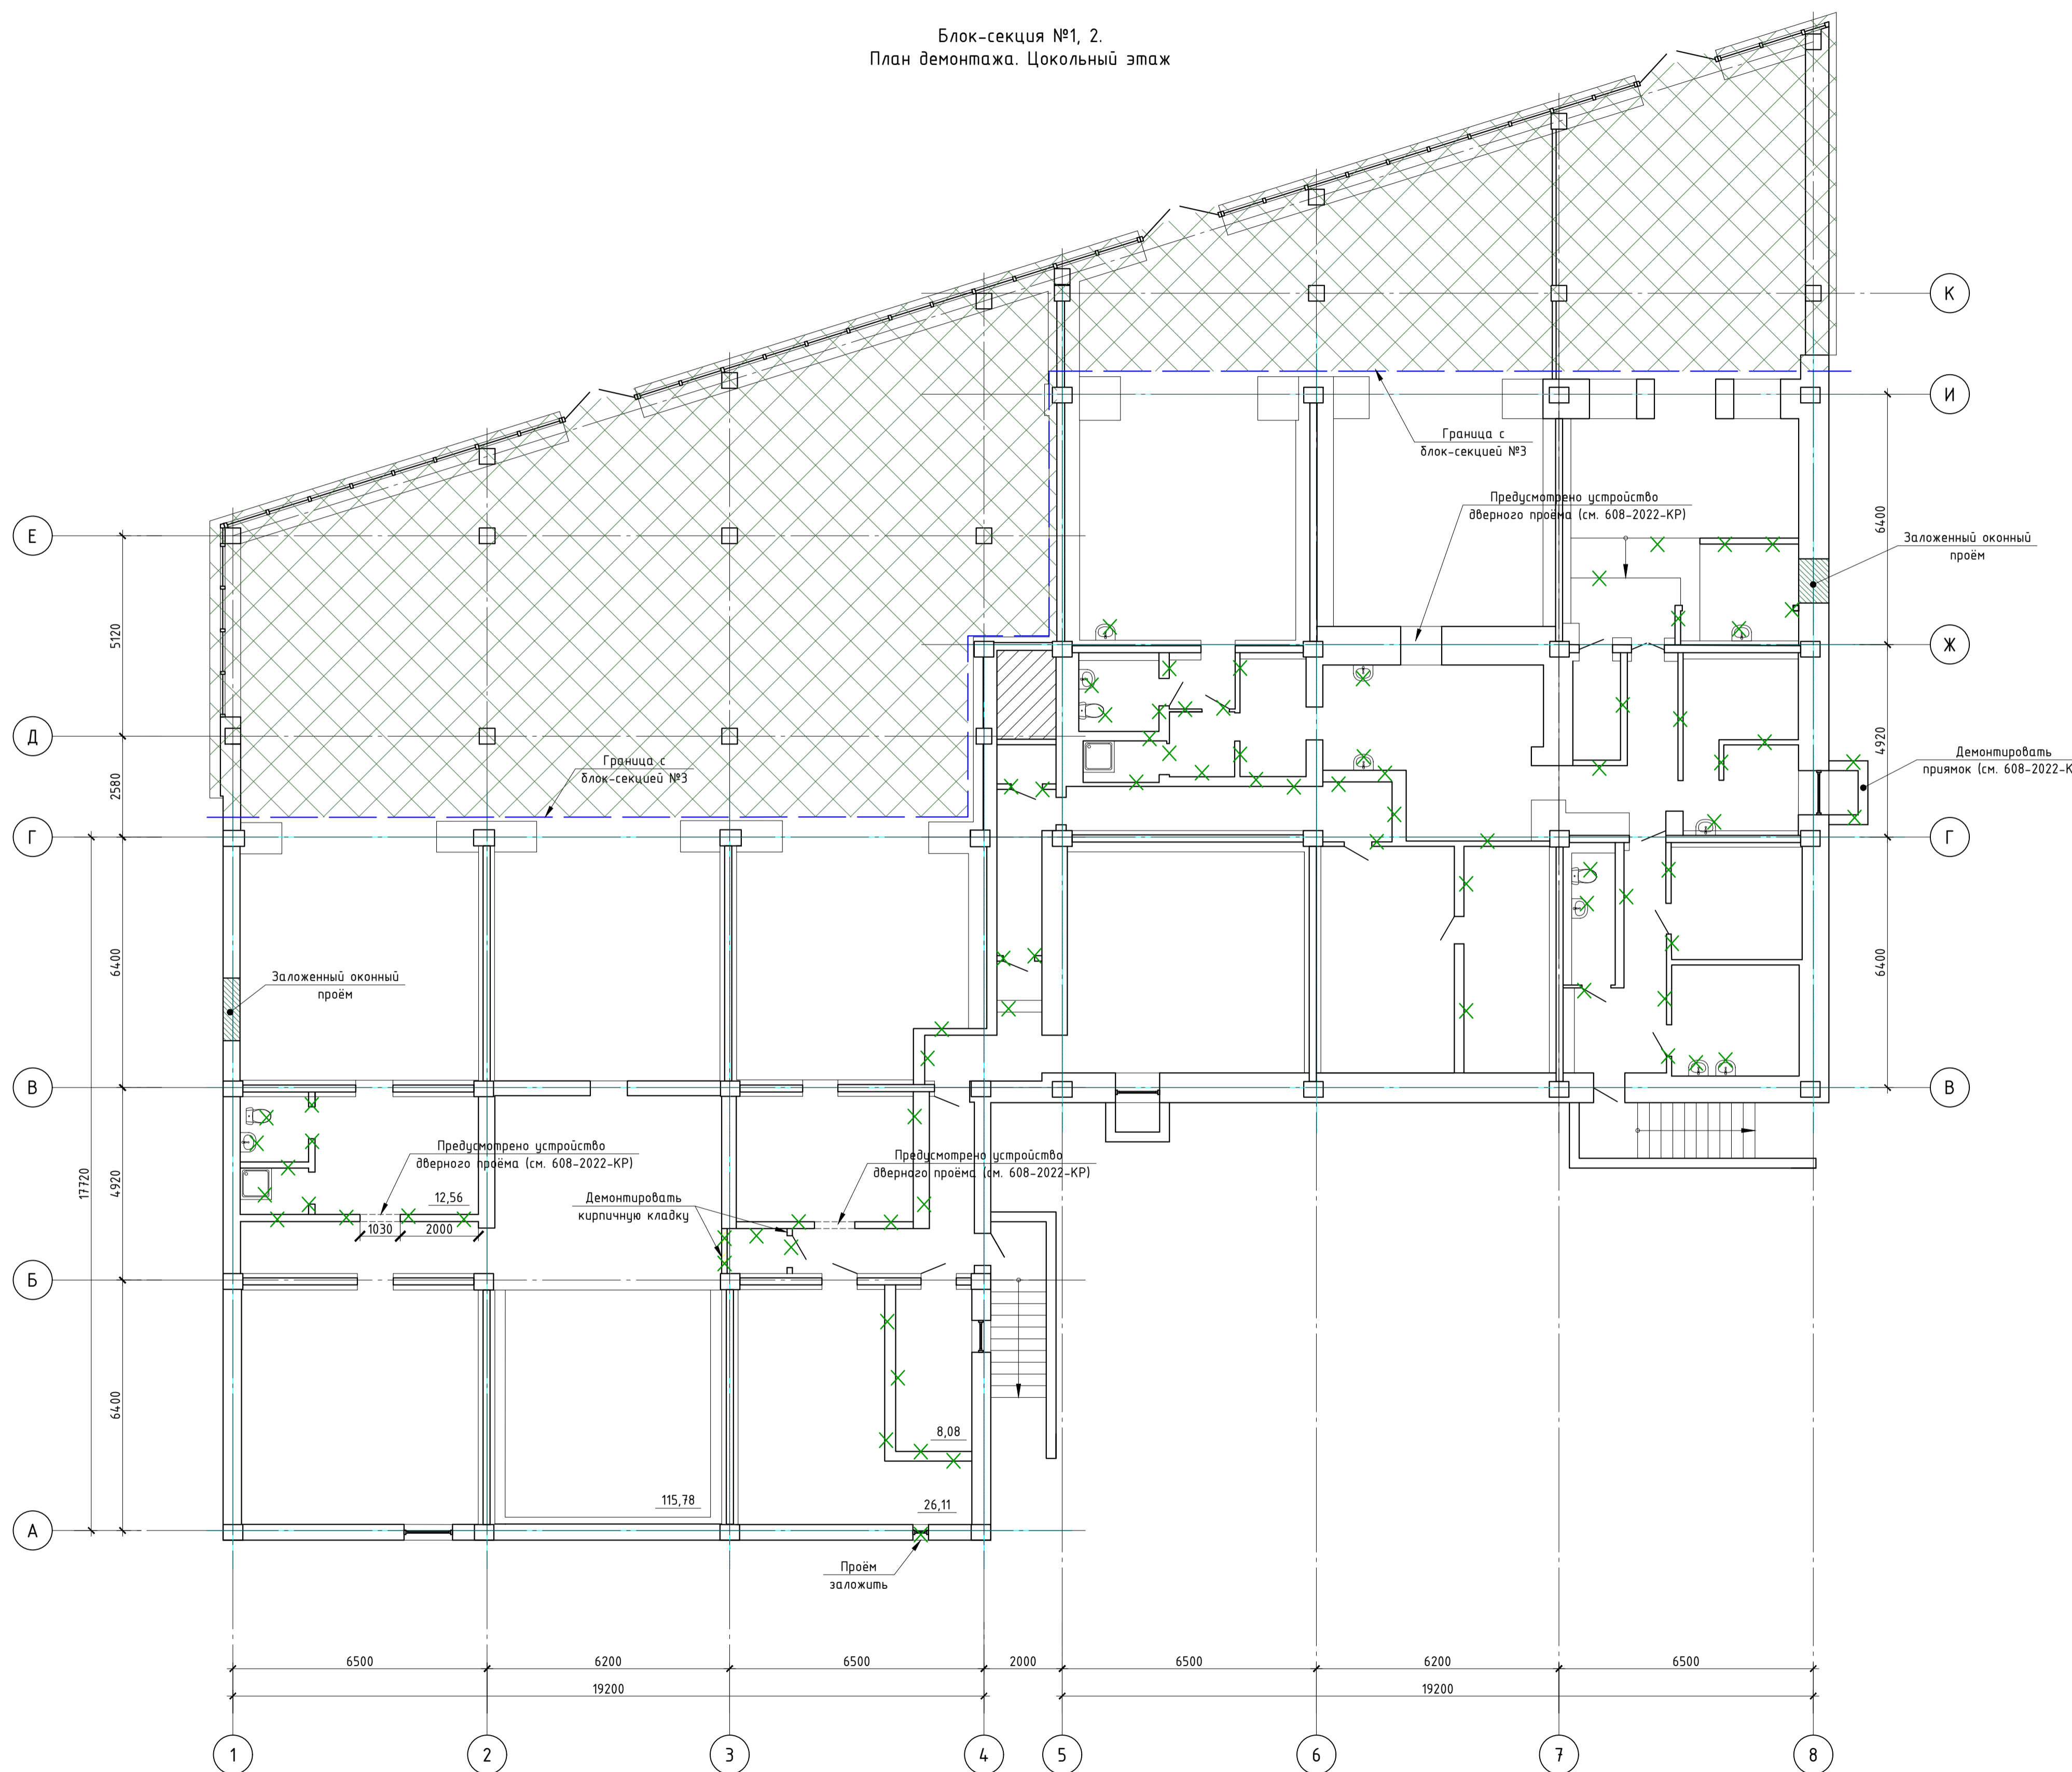 Блок-секция №1, 2.
План демонтажа. Цокольный этаж
К
И
Граница с
блок-секцией №3
Предусмотрено устройство
дверного проёма (см. 608-2022-КР)
6400
Заложенный оконный
проём
Е
5120
Ж
Д
Граница с
блок-секцией №3
2580
4920
Демонтировать
приямок (см. 608-2022-К
Г
Г
6400
Заложенный оконный
проём
6400
В
В
17720
4920
Предусмотрено устройство
дверного проёма (см. 608-2022-КР)
12,56
1030
2000
Демонтировать
кирпичную кладку
Предусмотрено устройство
дверного проёма (см. 608-2022-КР)
Б
6400
8,08
115,78
26,11
А
Проём
заложить
6500
6200
6500
2000
6500
6200
6500
19200
19200
1
2
3
4
5
6
7
8